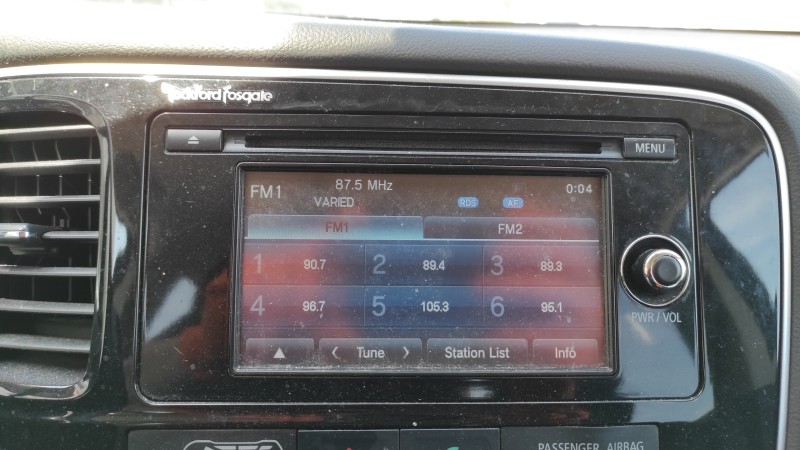 Rockford Fosgate
MENU
FM1 87.5 MHz 0:04
VARIED RDS AF
FM1 FM2
1 90.7 2 89.4 3 89.3
4 96.7 5 105.3 6 95.1
Tune Station List Info
PWR / VOL
PASSENGER AIRBAG